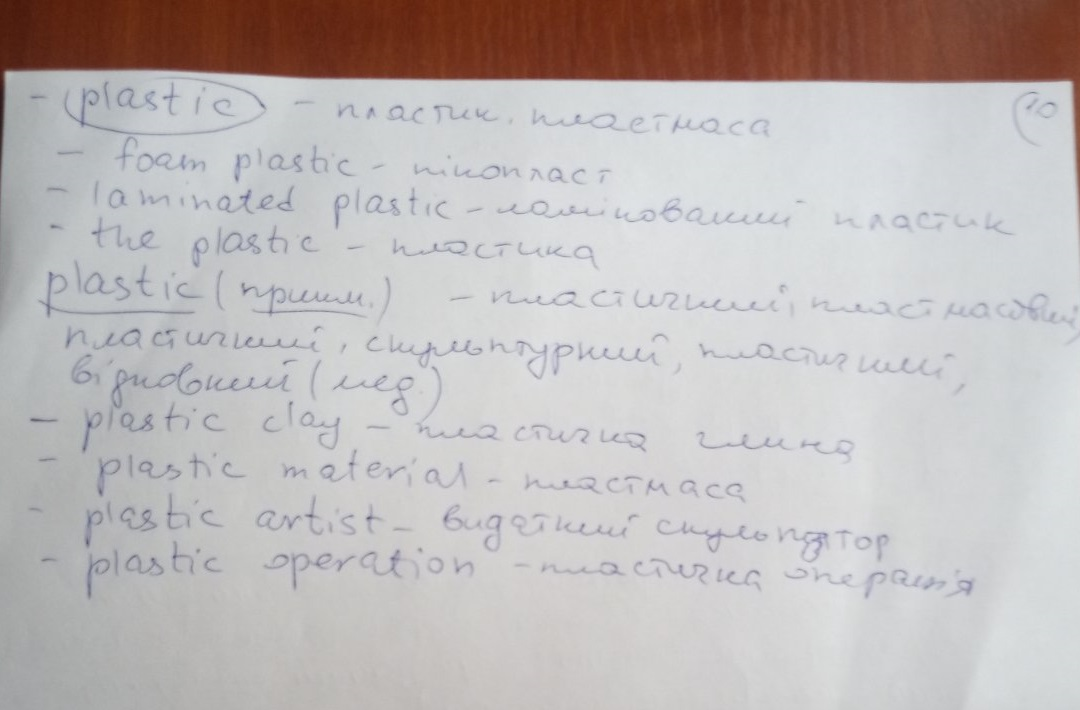 - plastic - пластик, пластмаса (10
- foam plastic - пінопласт
- laminated plastic - ламінований пластик
- the plastic - пластика
plastic (прикм.) - пластичний, пластмасовий,
пластичний, скульптурний, пластичний,
відновний (мед.)
- plastic clay - пластична глина
- plastic material - пластмаса
- plastic artist - видатний скульптор
- plastic operation - пластична операція